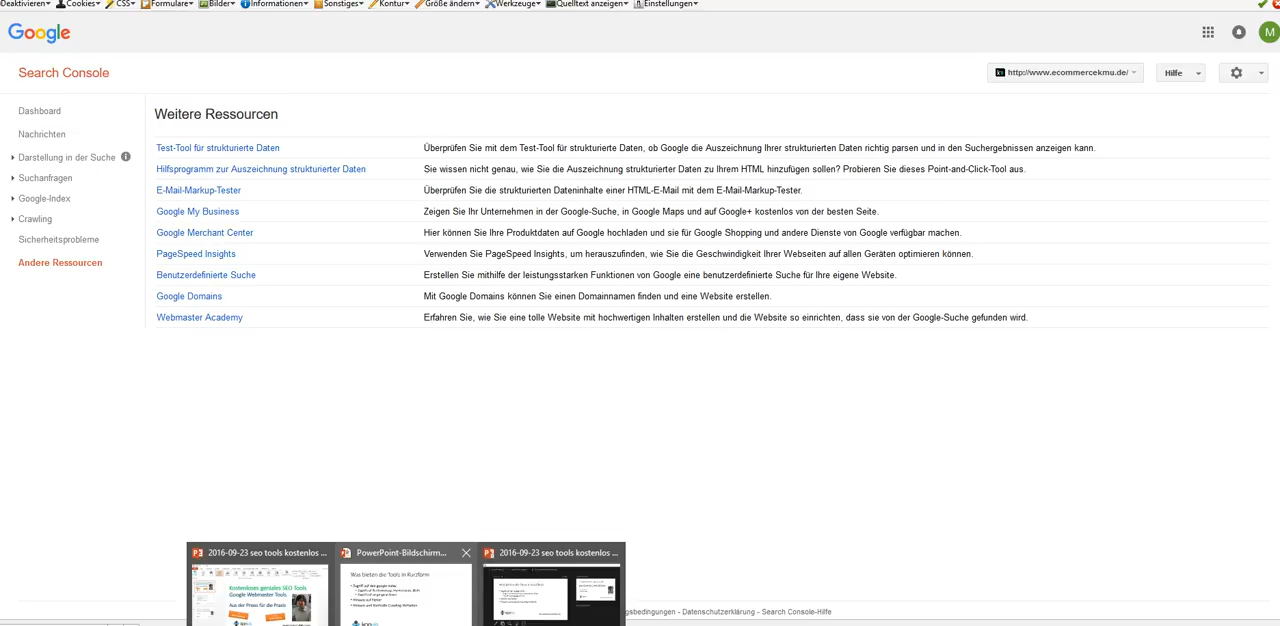 Deaktivieren Cookies CSS Formulare Bilder Informationen Sonstiges Kontur Größe ändern Werkzeuge Quelltext anzeigen Einstellungen
Google
M
Search Console
http://www.ecommercekmu.de/
Hilfe
Dashboard
Nachrichten
Darstellung in der Suche
Suchanfragen
Google-Index
Crawling
Sicherheitsprobleme
Andere Ressourcen
Weitere Ressourcen
Test-Tool für strukturierte Daten Überprüfen Sie mit dem Test-Tool für strukturierte Daten, ob Google die Auszeichnung Ihrer strukturierten Daten richtig parsen und in den Suchergebnissen anzeigen kann.
Hilfsprogramm zur Auszeichnung strukturierter Daten Sie wissen nicht genau, wie Sie die Auszeichnung strukturierter Daten zu Ihrem HTML hinzufügen sollen? Probieren Sie dieses Point-and-Click-Tool aus.
E-Mail-Markup-Tester Überprüfen Sie die strukturierten Dateninhalte einer HTML-E-Mail mit dem E-Mail-Markup-Tester.
Google My Business Zeigen Sie Ihr Unternehmen in der Google-Suche, in Google Maps und auf Google+ kostenlos von der besten Seite.
Google Merchant Center Hier können Sie Ihre Produktdaten auf Google hochladen und sie für Google Shopping und andere Dienste von Google verfügbar machen.
PageSpeed Insights Verwenden Sie PageSpeed Insights, um herauszufinden, wie Sie die Geschwindigkeit Ihrer Webseiten auf allen Geräten optimieren können.
Benutzerdefinierte Suche Erstellen Sie mithilfe der leistungsstarken Funktionen von Google eine benutzerdefinierte Suche für Ihre eigene Website.
Google Domains Mit Google Domains können Sie einen Domainnamen finden und eine Website erstellen.
Webmaster Academy Erfahren Sie, wie Sie eine tolle Website mit hochwertigen Inhalten erstellen und die Website so einrichten, dass sie von der Google-Suche gefunden wird.
2016-09-23 seo tools kostenlos ...
PowerPoint-Bildschirm...
2016-09-23 seo tools kostenlos ...
Kostenloses geniales SEO Tools
Google Webmaster Tools
Aus der Praxis für die Praxis
Was bieten die Tools in Kurzform
gsbedingungen - Datenschutzerklärung - Search Console-Hilfe